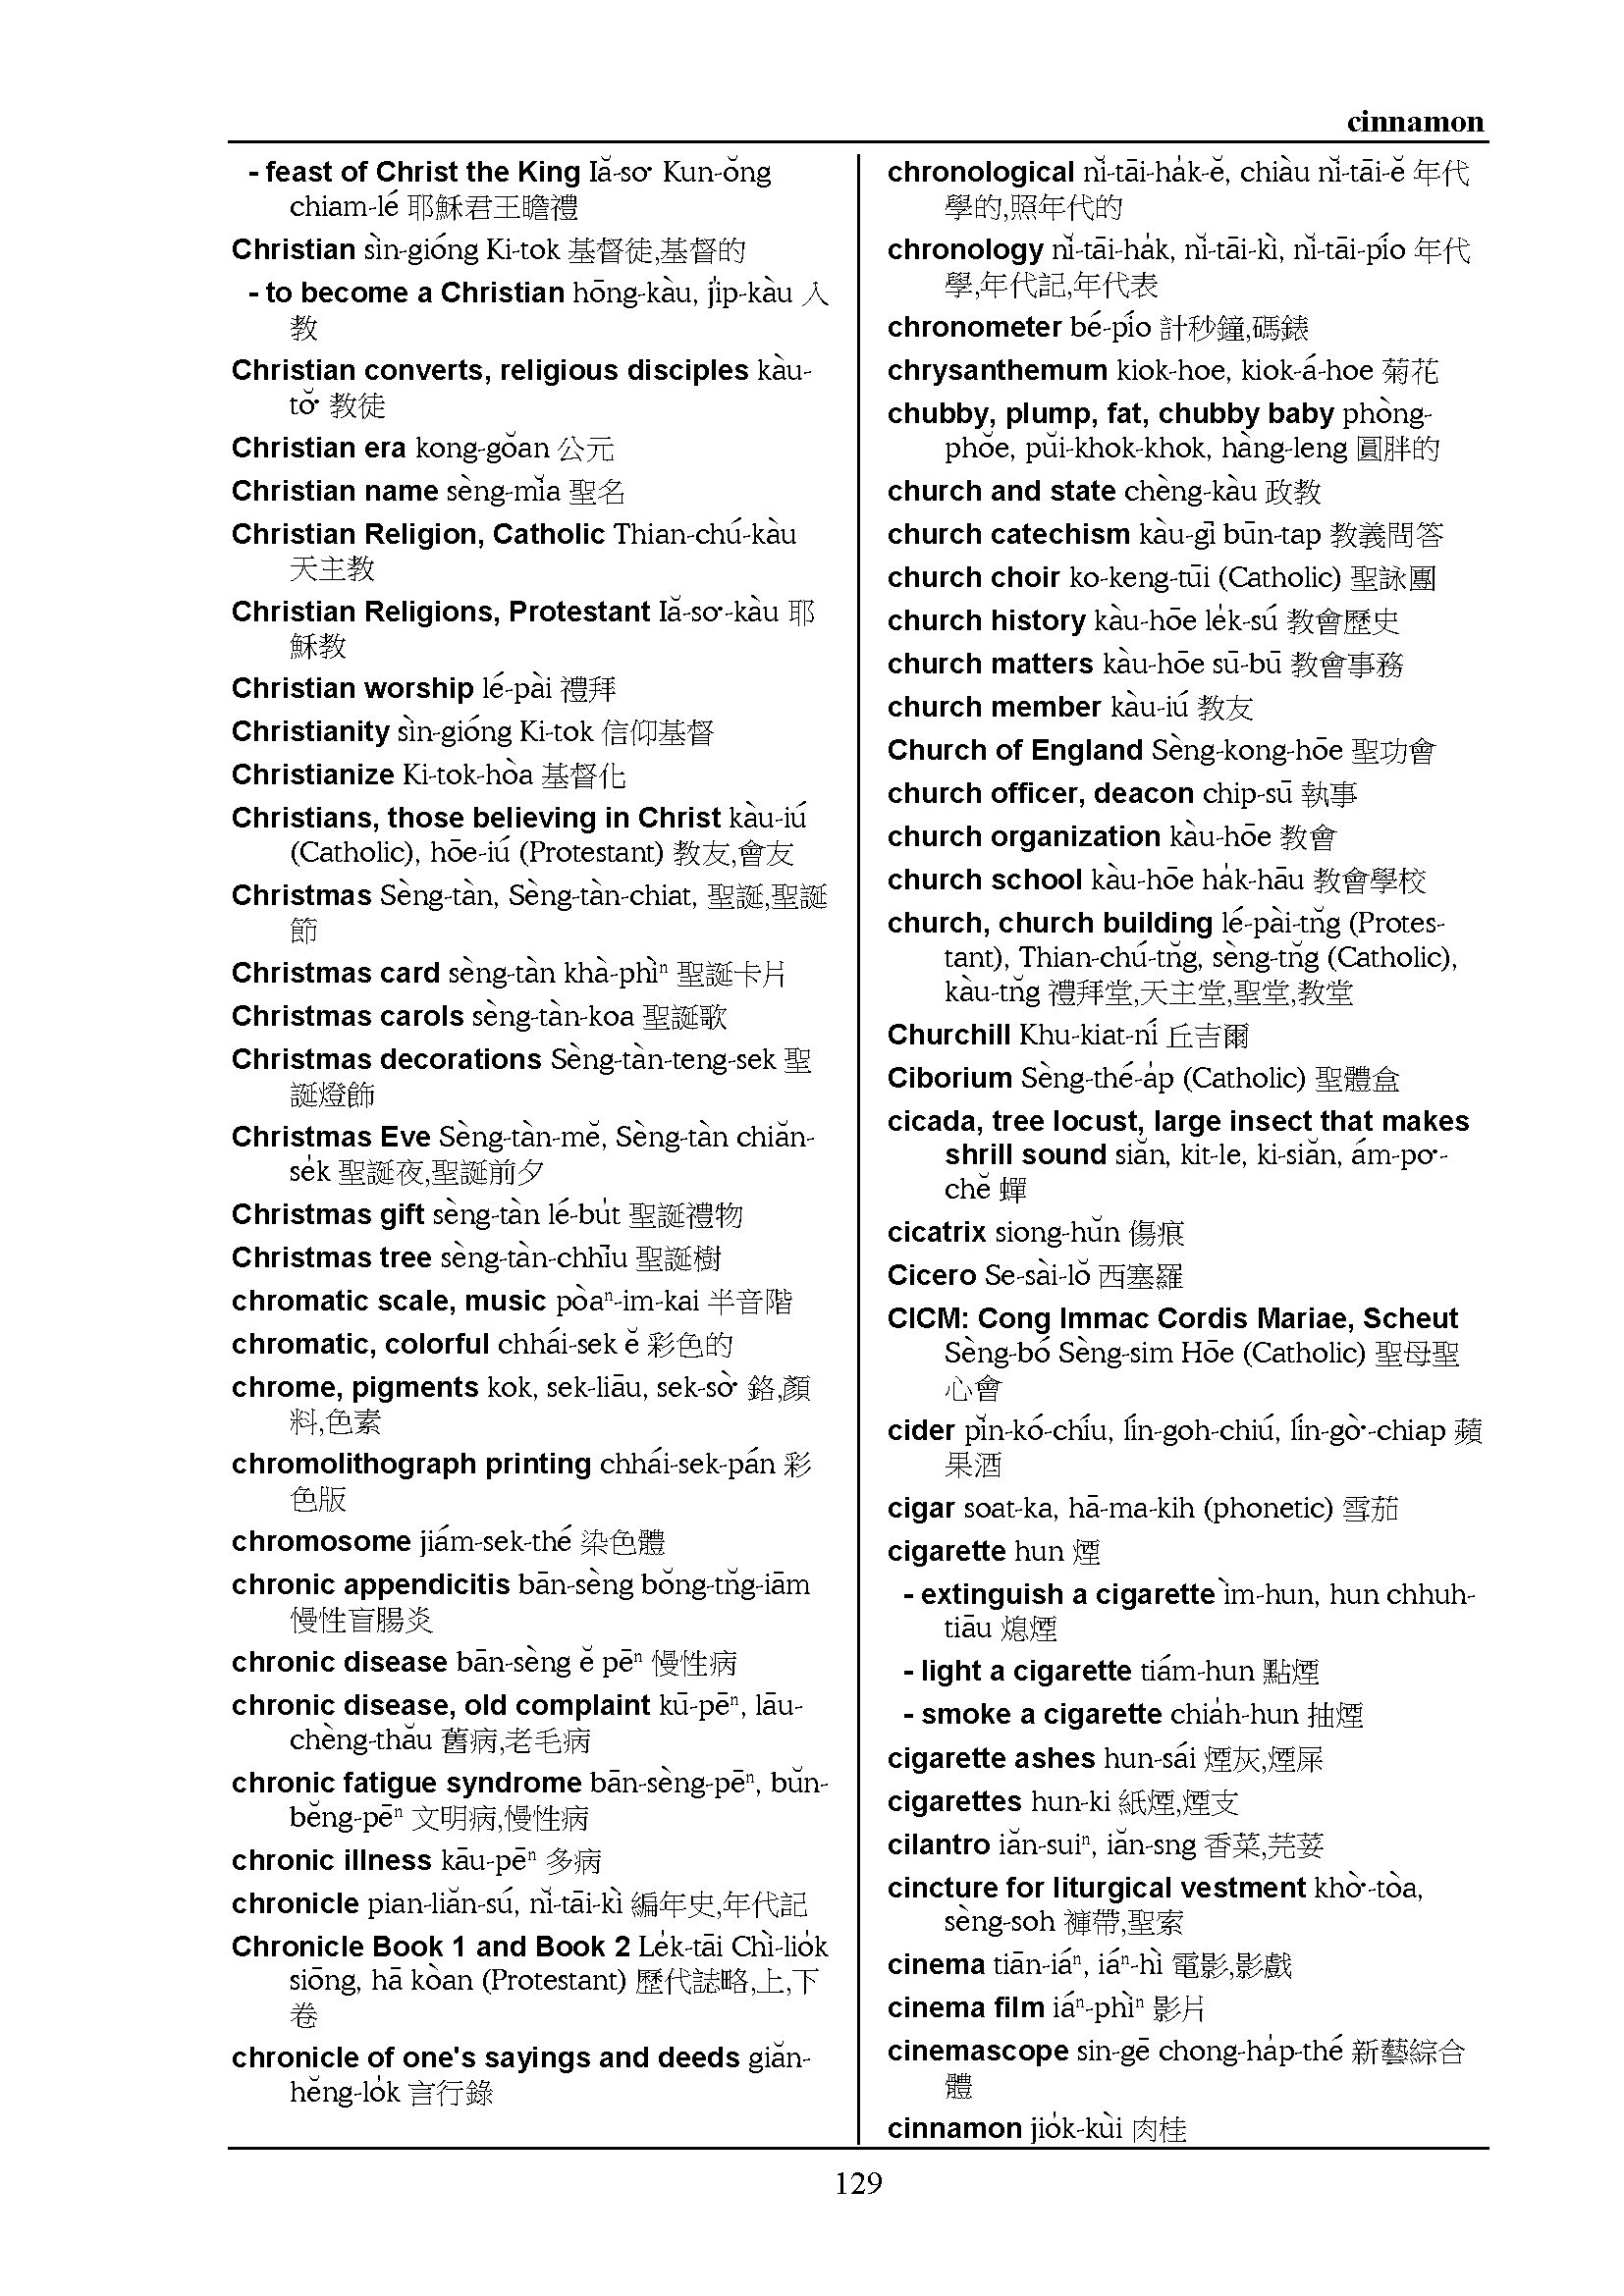 cinnamon
- feast of Christ the King Iă-so͘ Kun-ŏng
chiam-lé 耶穌君王瞻禮
Christian sìn-gióng Ki-tok 基督徒,基督的
- to become a Christian hōng-kàu, ji̍p-kàu 入
教
Christian converts, religious disciples kàu-
tŏ͘ 教徒
Christian era kong-gŏan 公元
Christian name sèng-mĭa 聖名
Christian Religion, Catholic Thian-chú-kàu
天主教
Christian Religions, Protestant Iă-so͘-kàu 耶
穌教
Christian worship lé-pài 禮拜
Christianity sìn-gióng Ki-tok 信仰基督
Christianize Ki-tok-hòa 基督化
Christians, those believing in Christ kàu-iú
(Catholic), hōe-iú (Protestant) 教友,會友
Christmas Sèng-tàn, Sèng-tàn-chiat, 聖誕,聖誕
節
Christmas card sèng-tàn khà-phìⁿ 聖誕卡片
Christmas carols sèng-tàn-koa 聖誕歌
Christmas decorations Sèng-tàn-teng-sek 聖
誕燈飾
Christmas Eve Sèng-tàn-mĕ, Sèng-tàn chiăn-
se̍k 聖誕夜,聖誕前夕
Christmas gift sèng-tàn lé-bu̍t 聖誕禮物
Christmas tree sèng-tàn-chhīu 聖誕樹
chromatic scale, music pòaⁿ-im-kai 半音階
chromatic, colorful chhái-sek ĕ 彩色的
chrome, pigments kok, sek-liāu, sek-sò͘ 鉻,顏
料,色素
chromolithograph printing chhái-sek-pán 彩
色版
chromosome jiám-sek-thé 染色體
chronic appendicitis bān-sèng bŏng-tn̆g-iām
慢性盲腸炎
chronic disease bān-sèng ĕ pēⁿ 慢性病
chronic disease, old complaint kū-pēⁿ, lāu-
chèng-thău 舊病,老毛病
chronic fatigue syndrome bān-sèng-pēⁿ, bŭn-
bĕng-pēⁿ 文明病,慢性病
chronic illness kāu-pēⁿ 多病
chronicle pian-liăn-sú, nĭ-tāi-kì 編年史,年代記
Chronicle Book 1 and Book 2 Le̍k-tāi Chì-lio̍k
siōng, hā kòan (Protestant) 歷代誌略,上,下
卷
chronicle of one's sayings and deeds giăn-
hĕng-lo̍k 言行錄
chronological nĭ-tāi-ha̍k-ĕ, chiàu nĭ-tāi-ĕ 年代
學的,照年代的
chronology nĭ-tāi-ha̍k, nĭ-tāi-kì, nĭ-tāi-pío 年代
學,年代記,年代表
chronometer bé-pío 計秒鐘,碼錶
chrysanthemum kiok-hoe, kiok-á-hoe 菊花
chubby, plump, fat, chubby baby phòng-
phŏe, pŭi-khok-khok, hàng-leng 圓胖的
church and state chèng-kàu 政教
church catechism kàu-gī būn-tap 教義問答
church choir ko-keng-tūi (Catholic) 聖詠團
church history kàu-hōe le̍k-sú 教會歷史
church matters kàu-hōe sū-bū 教會事務
church member kàu-iú 教友
Church of England Sèng-kong-hōe 聖功會
church officer, deacon chip-sū 執事
church organization kàu-hōe 教會
church school kàu-hōe ha̍k-hāu 教會學校
church, church building lé-pài-tn̆g (Protes-
tant), Thian-chú-tn̆g, sèng-tn̆g (Catholic),
kàu-tn̆g 禮拜堂,天主堂,聖堂,教堂
Churchill Khu-kiat-ní 丘吉爾
Ciborium Sèng-thé-a̍p (Catholic) 聖體盒
cicada, tree locust, large insect that makes
shrill sound siăn, kit-le, ki-siăn, ám-po͘-
chĕ 蟬
cicatrix siong-hŭn 傷痕
Cicero Se-sài-lŏ 西塞羅
CICM: Cong Immac Cordis Mariae, Scheut
Sèng-bó Sèng-sim Hōe (Catholic) 聖母聖
心會
cider pĭn-kó-chíu, lín-goh-chiú, lín-gò͘-chiap 蘋
果酒
cigar soat-ka, hā-ma-kih (phonetic) 雪茄
cigarette hun 煙
- extinguish a cigarette ìm-hun, hun chhuh-
tiāu 熄煙
- light a cigarette tiám-hun 點煙
- smoke a cigarette chia̍h-hun 抽煙
cigarette ashes hun-sái 煙灰,煙屎
cigarettes hun-ki 紙煙,煙支
cilantro iăn-suiⁿ, iăn-sng 香菜,芫荽
cincture for liturgical vestment khò͘-tòa,
sèng-soh 褲帶,聖索
cinema tiān-iáⁿ, iáⁿ-hì 電影,影戲
cinema film iáⁿ-phìⁿ 影片
cinemascope sin-gē chong-ha̍p-thé 新藝綜合
體
cinnamon jio̍k-kùi 肉桂
129